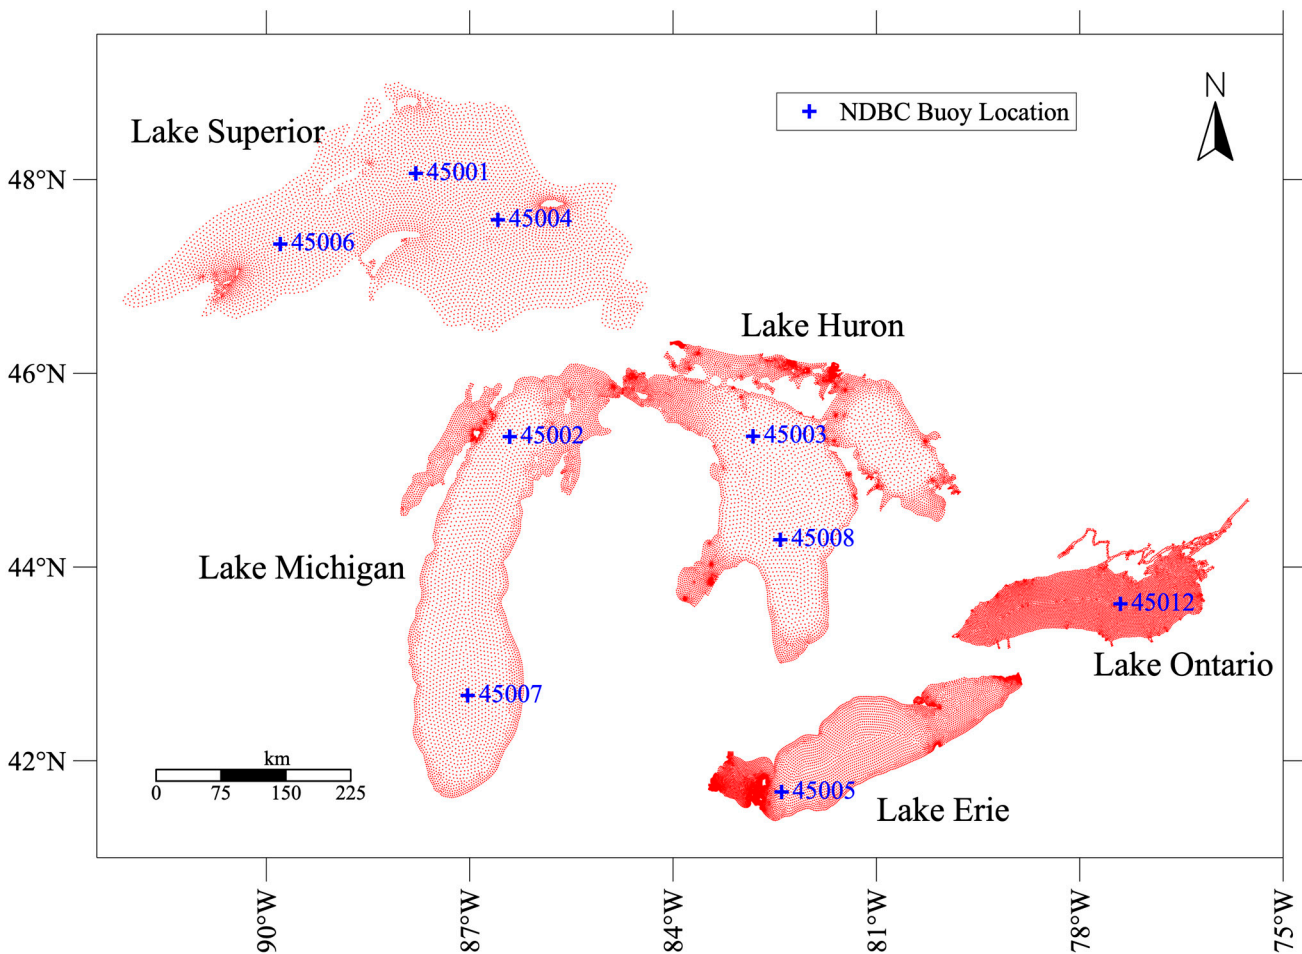 N
NDBC Buoy Location
Lake Superior
48°N
45001
45004
45006
Lake Huron
46°N
45002
45003
45008
44°N
Lake Michigan
45012
Lake Ontario
45007
42°N
km
0 75 150 225
45005
Lake Erie
90°W
87°W
84°W
81°W
78°W
75°W